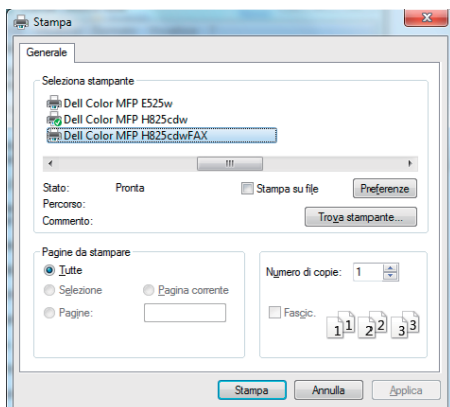 Stampa
Generale
Seleziona stampante
Dell Color MFP E525w
Dell Color MFP H825cdw
Dell Color MFP H825cdwFAX
Stato: Pronta
Stampa su file
Preferenze
Percorso:
Commento:
Trova stampante...
Pagine da stampare
Tutte
Selezione
Pagina corrente
Pagine:
Numero di copie: 1
Fascic.
1 1 2 2 3 3
Stampa Annulla Applica